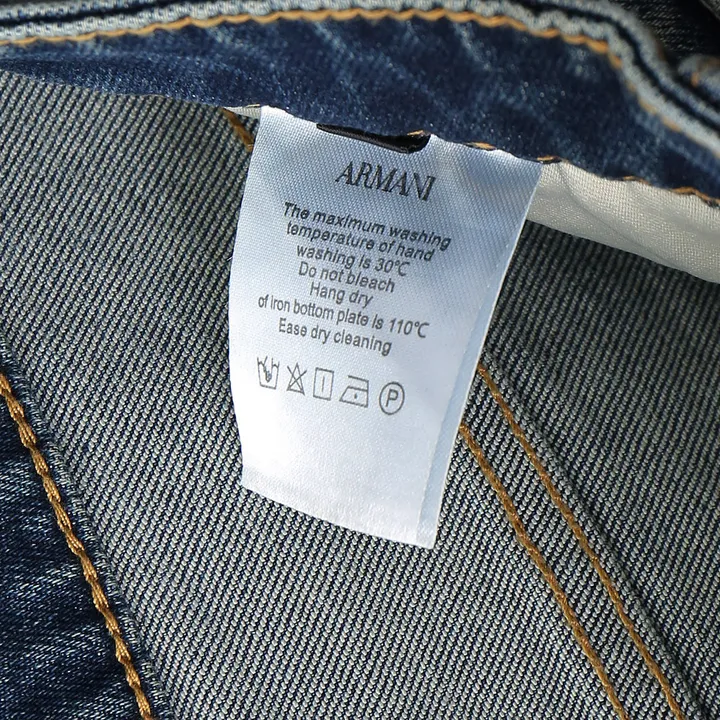 ARMANI
The maximum washing
temperature of hand
washing is 30℃
Do not bleach
Hang dry
of iron bottom plate is 110℃
Ease dry cleaning
P